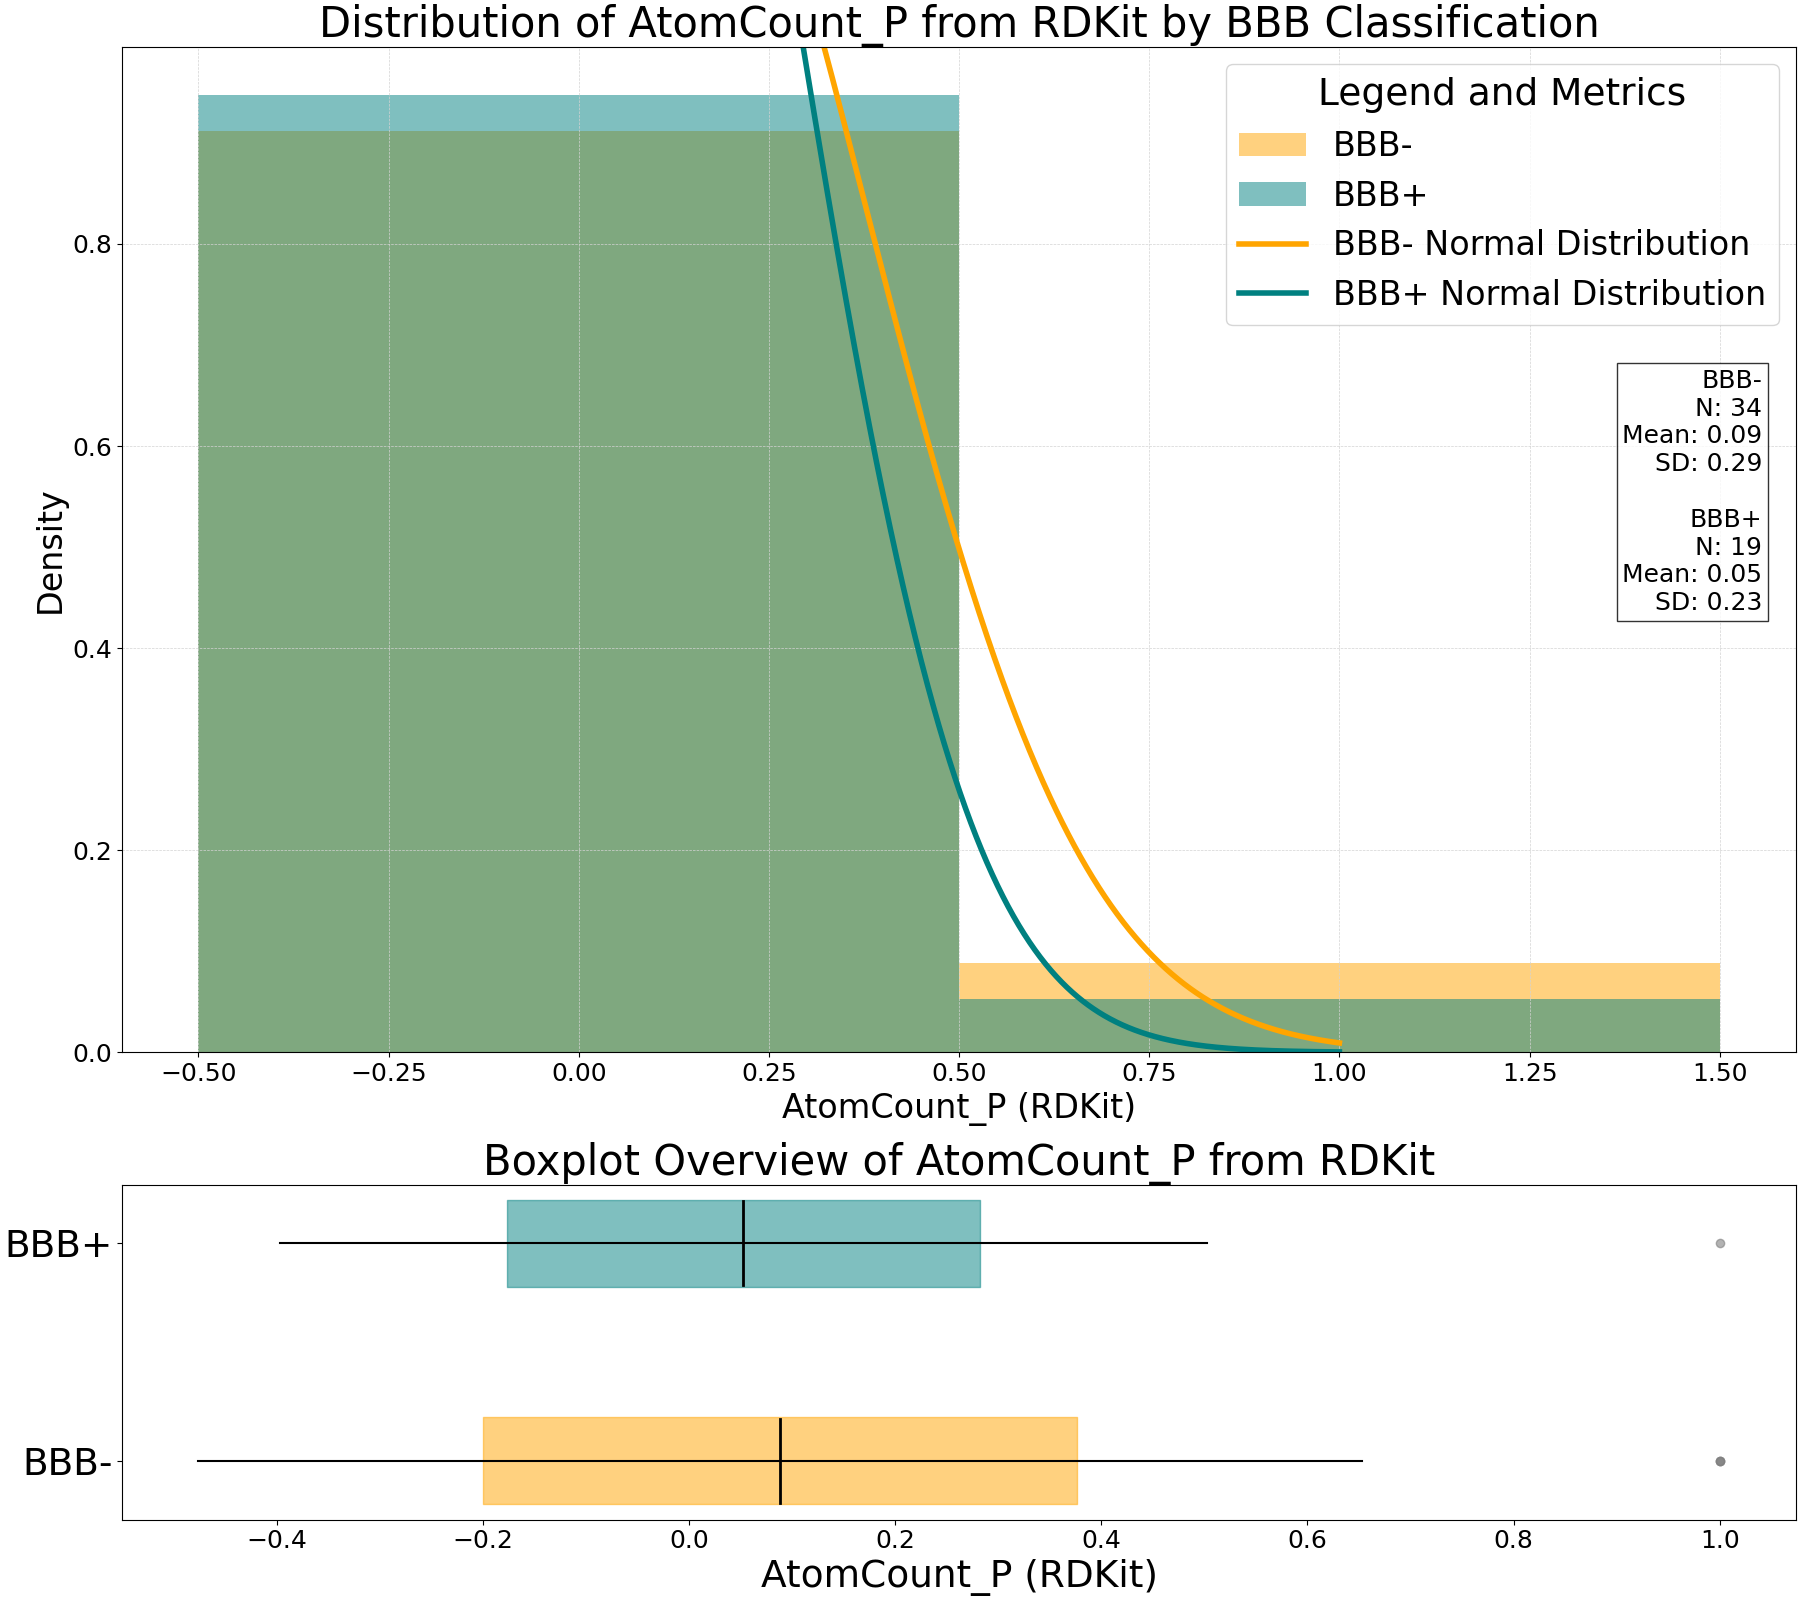 Distribution of AtomCount_P from RDKit by BBB Classification
Legend and Metrics
BBB-
BBB+
BBB- Normal Distribution
BBB+ Normal Distribution
BBB-
N: 34
Mean: 0.09
SD: 0.29
BBB+
N: 19
Mean: 0.05
SD: 0.23
Density
0.8
0.6
0.4
0.2
0.0
−0.50 −0.25 0.00 0.25 0.50 0.75 1.00 1.25 1.50
AtomCount_P (RDKit)
Boxplot Overview of AtomCount_P from RDKit
BBB+
BBB-
−0.4 −0.2 0.0 0.2 0.4 0.6 0.8 1.0
AtomCount_P (RDKit)